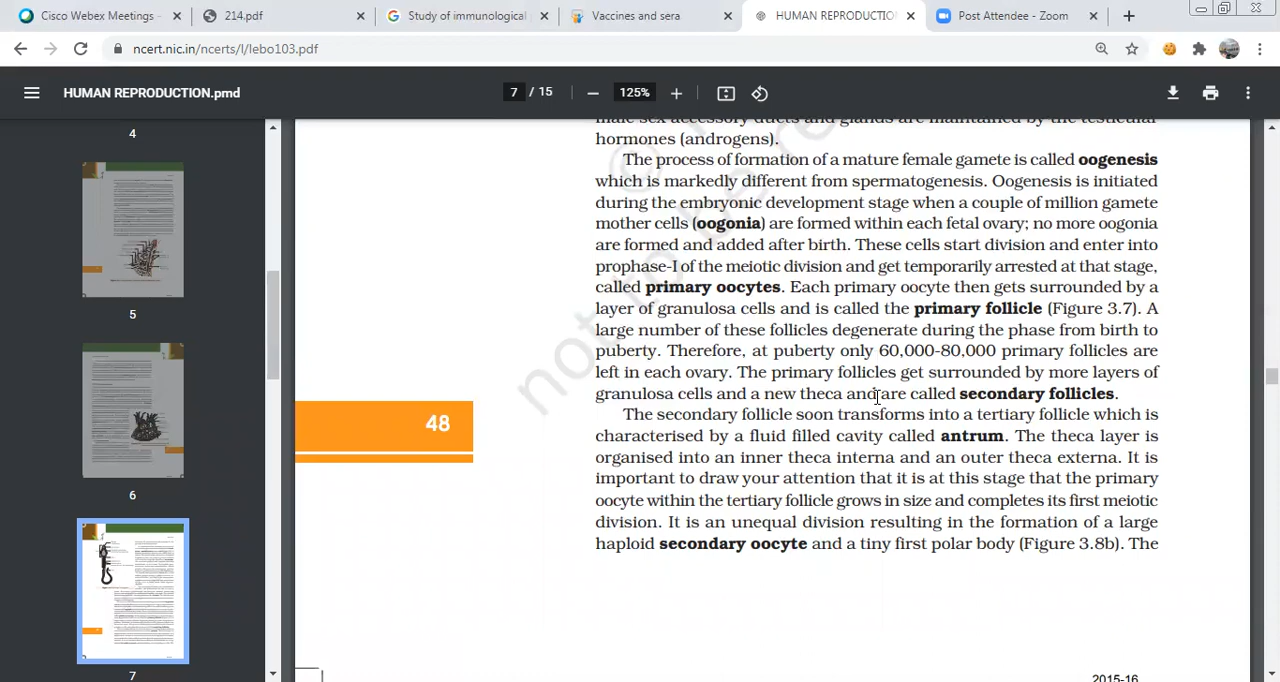 Cisco Webex Meetings -
214.pdf
Study of immunological
Vaccines and sera
HUMAN REPRODUCTIO
Post Attendee - Zoom
ncert.nic.in/ncerts/l/lebo103.pdf
HUMAN REPRODUCTION.pmd
7 / 15
125%
4
5
6
7
male sex accessory ducts and glands are maintained by the testicular
hormones (androgens).
The process of formation of a mature female gamete is called oogenesis
which is markedly different from spermatogenesis. Oogenesis is initiated
during the embryonic development stage when a couple of million gamete
mother cells (oogonia) are formed within each fetal ovary; no more oogonia
are formed and added after birth. These cells start division and enter into
prophase-I of the meiotic division and get temporarily arrested at that stage,
called primary oocytes. Each primary oocyte then gets surrounded by a
layer of granulosa cells and is called the primary follicle (Figure 3.7). A
large number of these follicles degenerate during the phase from birth to
puberty. Therefore, at puberty only 60,000-80,000 primary follicles are
left in each ovary. The primary follicles get surrounded by more layers of
granulosa cells and a new theca and are called secondary follicles.
The secondary follicle soon transforms into a tertiary follicle which is
characterised by a fluid filled cavity called antrum. The theca layer is
organised into an inner theca interna and an outer theca externa. It is
important to draw your attention that it is at this stage that the primary
oocyte within the tertiary follicle grows in size and completes its first meiotic
division. It is an unequal division resulting in the formation of a large
haploid secondary oocyte and a tiny first polar body (Figure 3.8b). The
48
not
2015-16